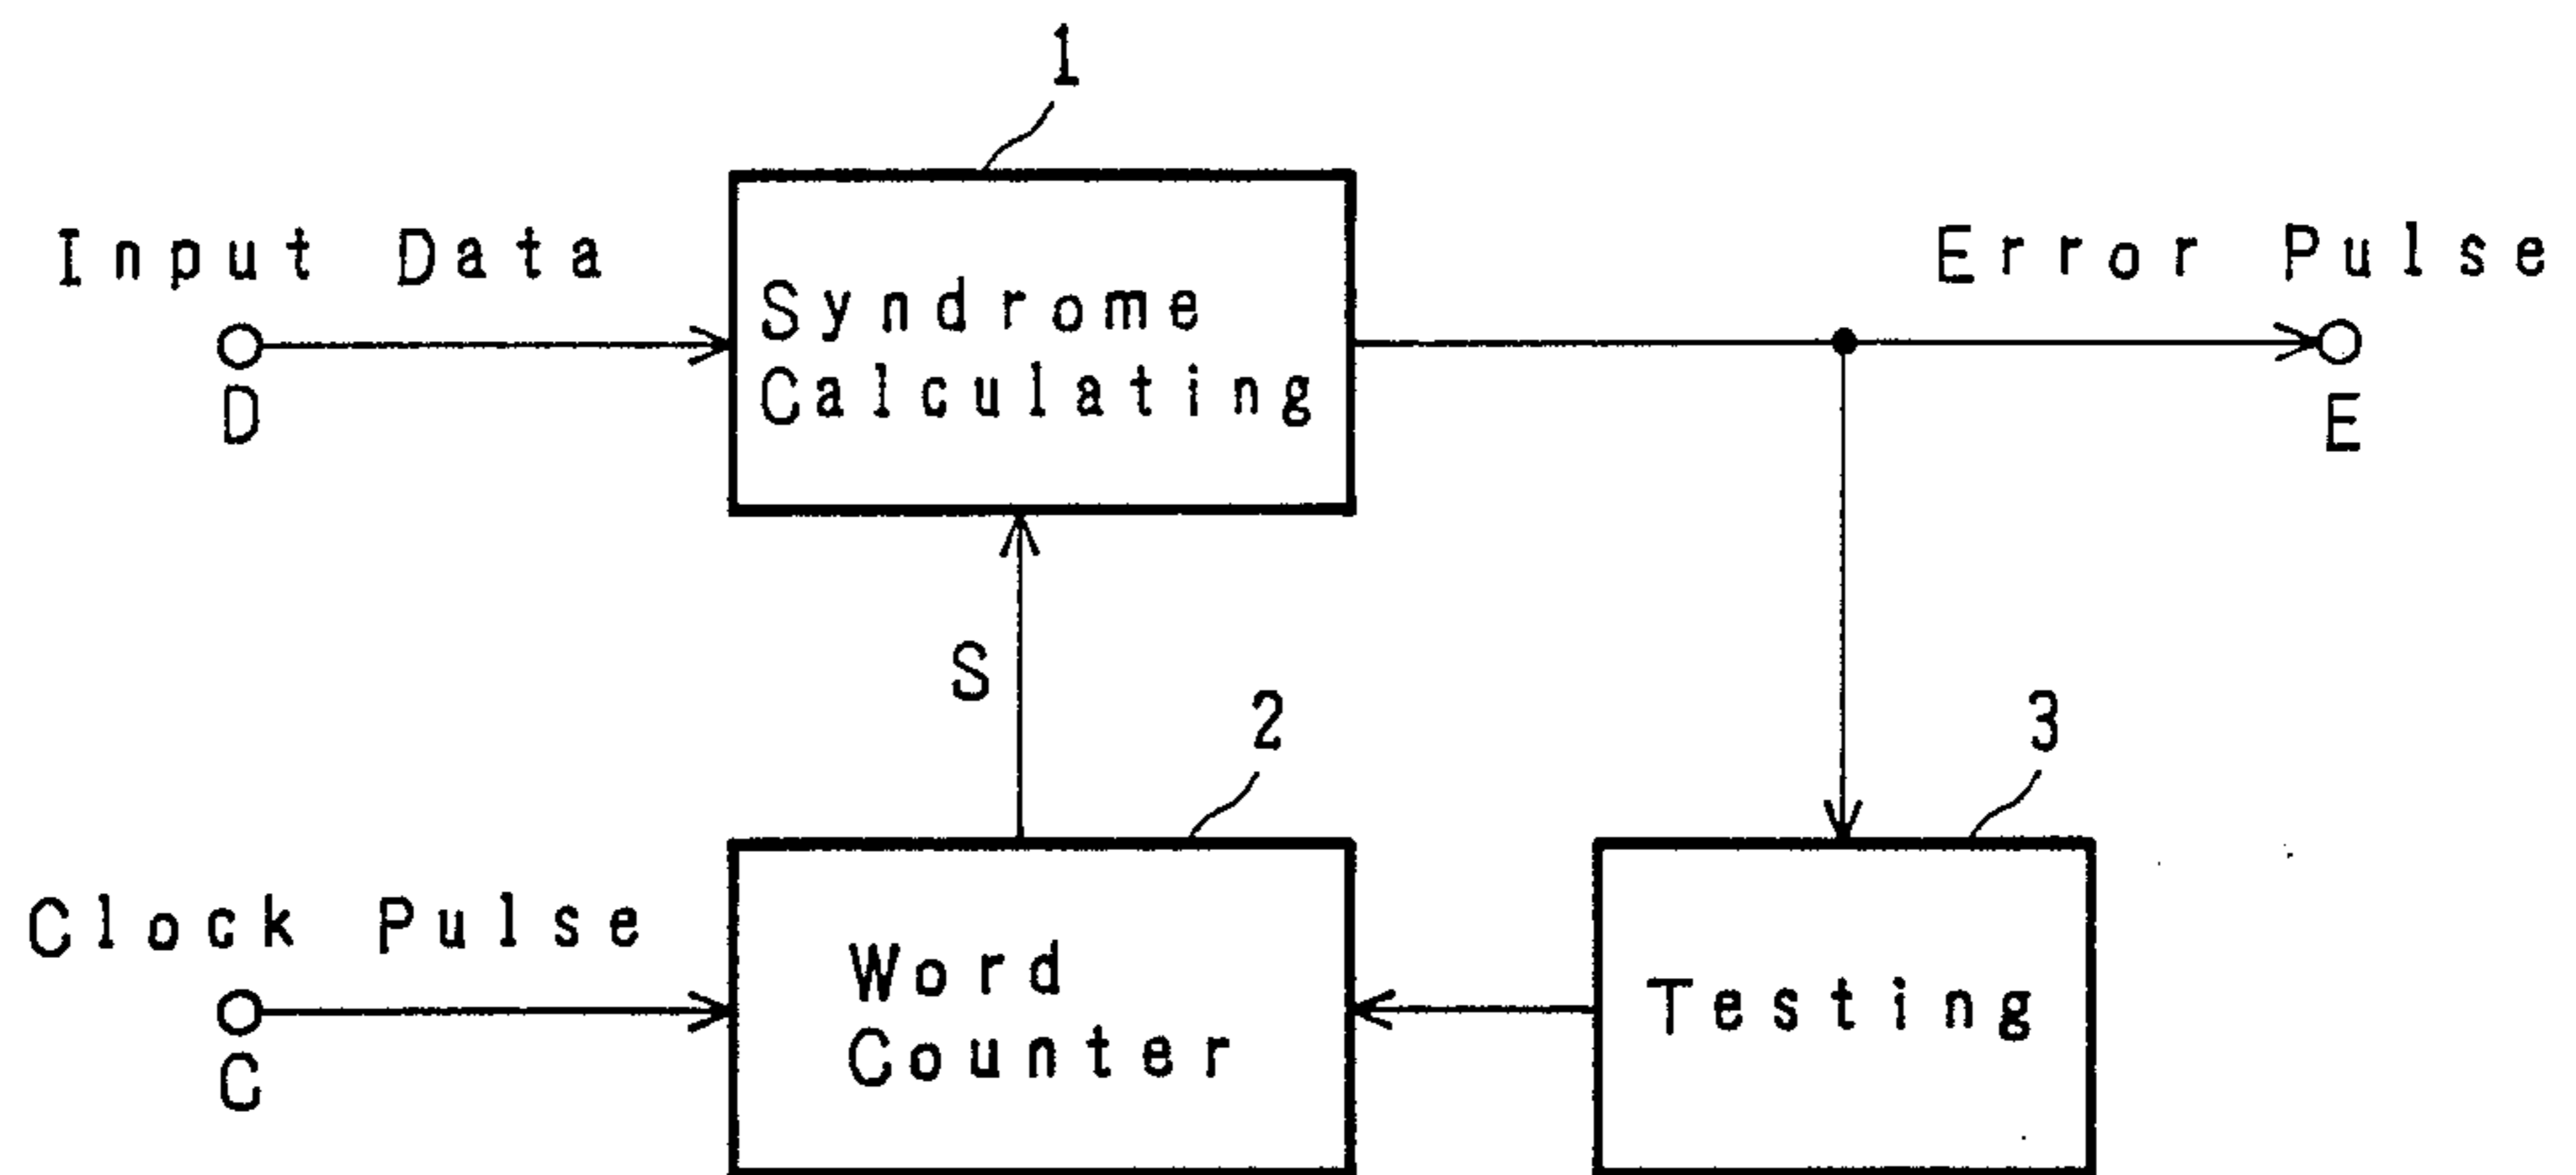 1
Input Data
Error Pulse
Syndrome
Calculating
D
E
S
2
3
Clock Pulse
Word
Counter
Testing
C